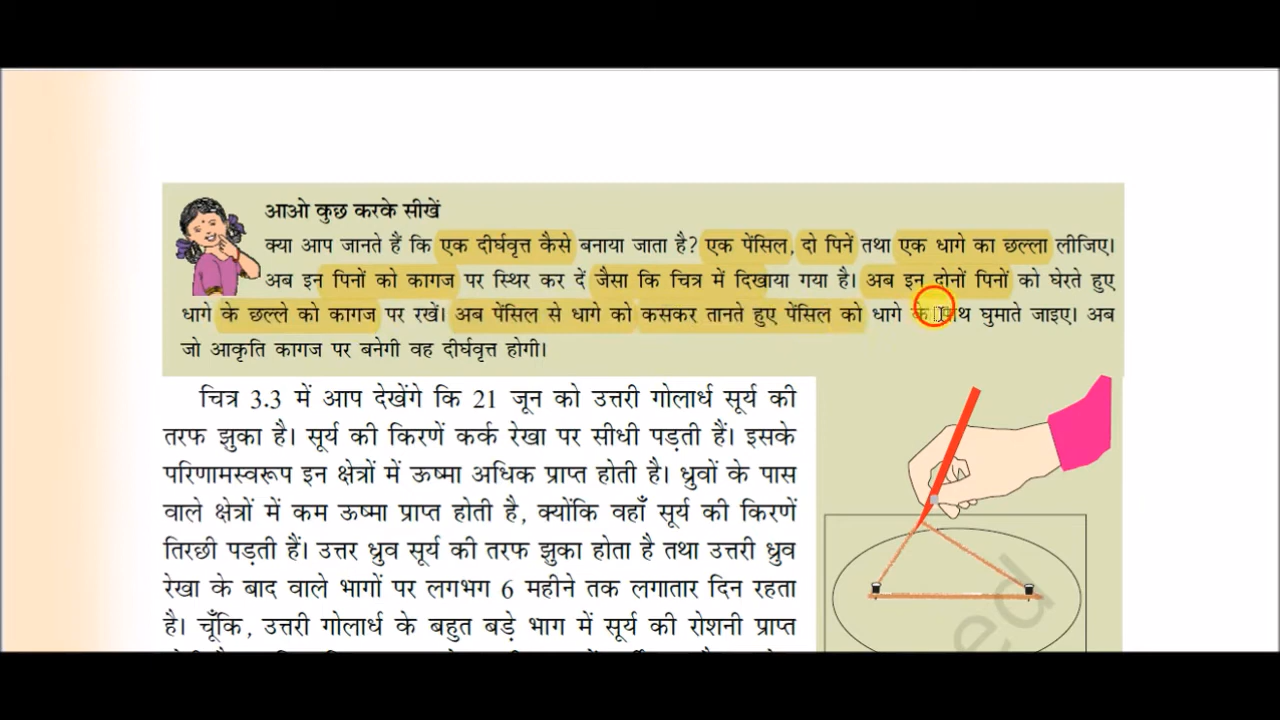 आओ कुछ करके सीखें
क्या आप जानते हैं कि एक दीर्घवृत्त कैसे बनाया जाता है? एक पेंसिल, दो पिनें तथा एक धागे का छल्ला लीजिए।
अब इन पिनों को कागज पर स्थिर कर दें जैसा कि चित्र में दिखाया गया है। अब इन दोनों पिनों को घेरते हुए
धागे के छल्ले को कागज पर रखें। अब पेंसिल से धागे को कसकर तानते हुए पेंसिल को धागे के साथ घुमाते जाइए। अब
जो आकृति कागज पर बनेगी वह दीर्घवृत्त होगी।
चित्र 3.3 में आप देखेंगे कि 21 जून को उत्तरी गोलार्ध सूर्य की
तरफ झुका है। सूर्य की किरणें कर्क रेखा पर सीधी पड़ती हैं। इसके
परिणामस्वरूप इन क्षेत्रों में ऊष्मा अधिक प्राप्त होती है। ध्रुवों के पास
वाले क्षेत्रों में कम ऊष्मा प्राप्त होती है, क्योंकि वहाँ सूर्य की किरणें
तिरछी पड़ती हैं। उत्तर ध्रुव सूर्य की तरफ झुका होता है तथा उत्तरी ध्रुव
रेखा के बाद वाले भागों पर लगभग 6 महीने तक लगातार दिन रहता
है। चूँकि, उत्तरी गोलार्ध के बहुत बड़े भाग में सूर्य की रोशनी प्राप्त
ed